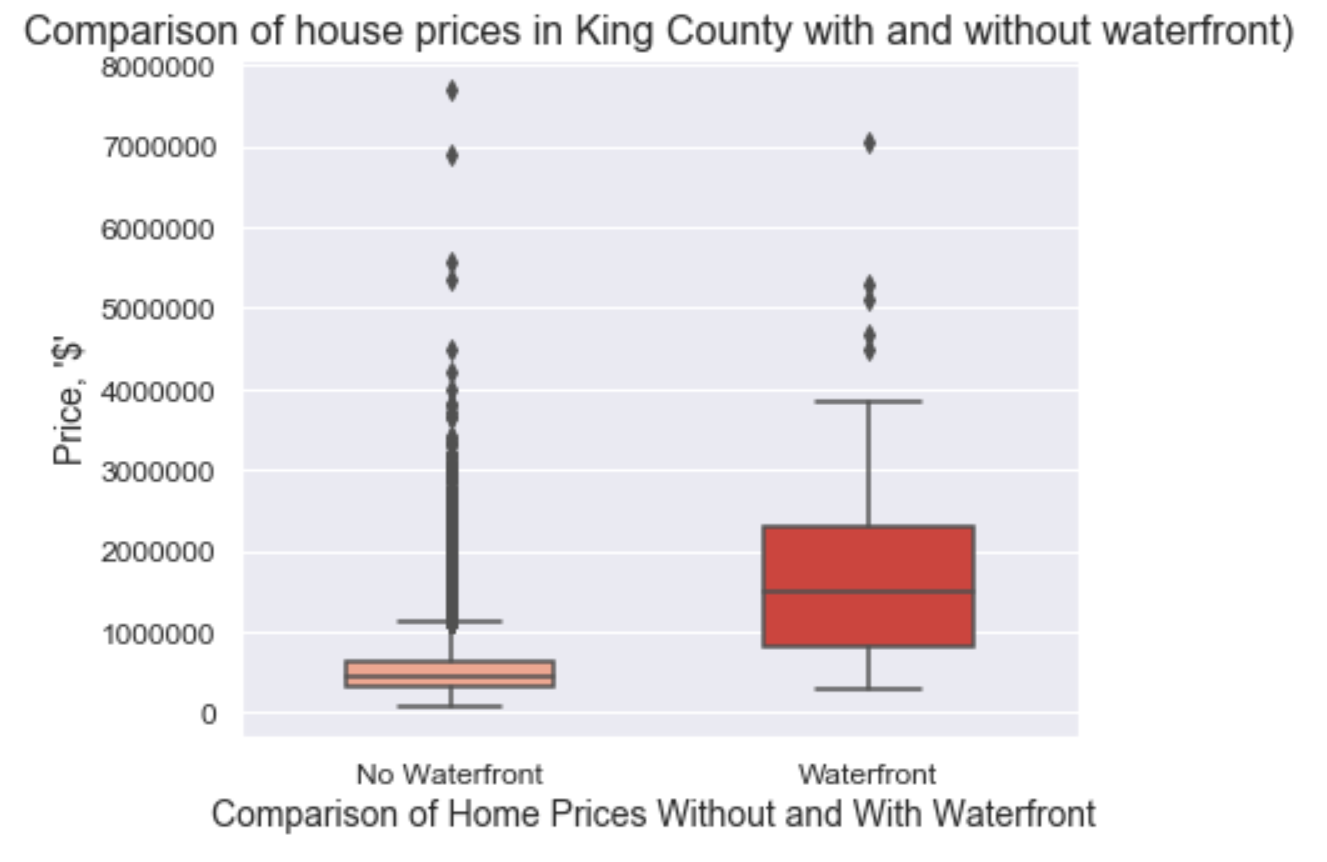 Comparison of house prices in King County with and without waterfront)
8000000
7000000
6000000
5000000
4000000
3000000
2000000
1000000
0
Price, '$'
No Waterfront
Waterfront
Comparison of Home Prices Without and With Waterfront